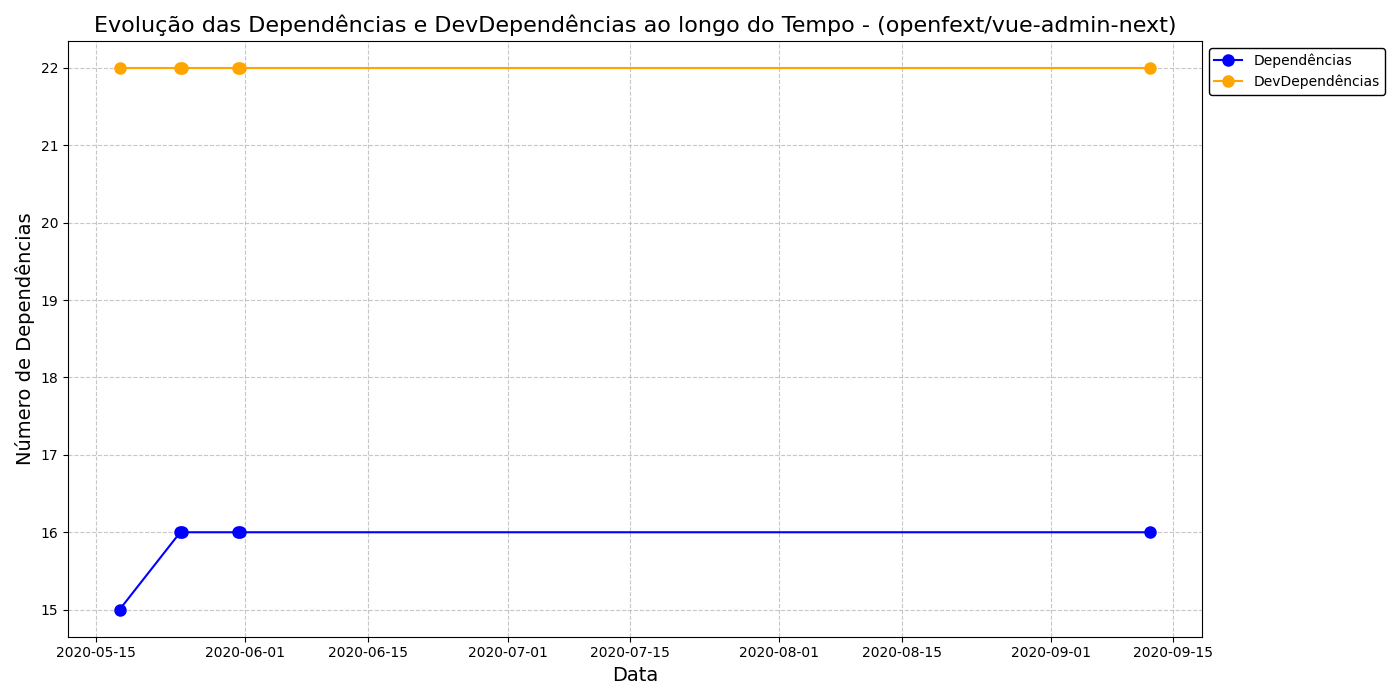 Evolução das Dependências e DevDependências ao longo do Tempo - (openfext/vue-admin-next)
Dependências
DevDependências
Número de Dependências
22
21
20
19
18
17
16
15
2020-05-15 2020-06-01 2020-06-15 2020-07-01 2020-07-15 2020-08-01 2020-08-15 2020-09-01 2020-09-15
Data